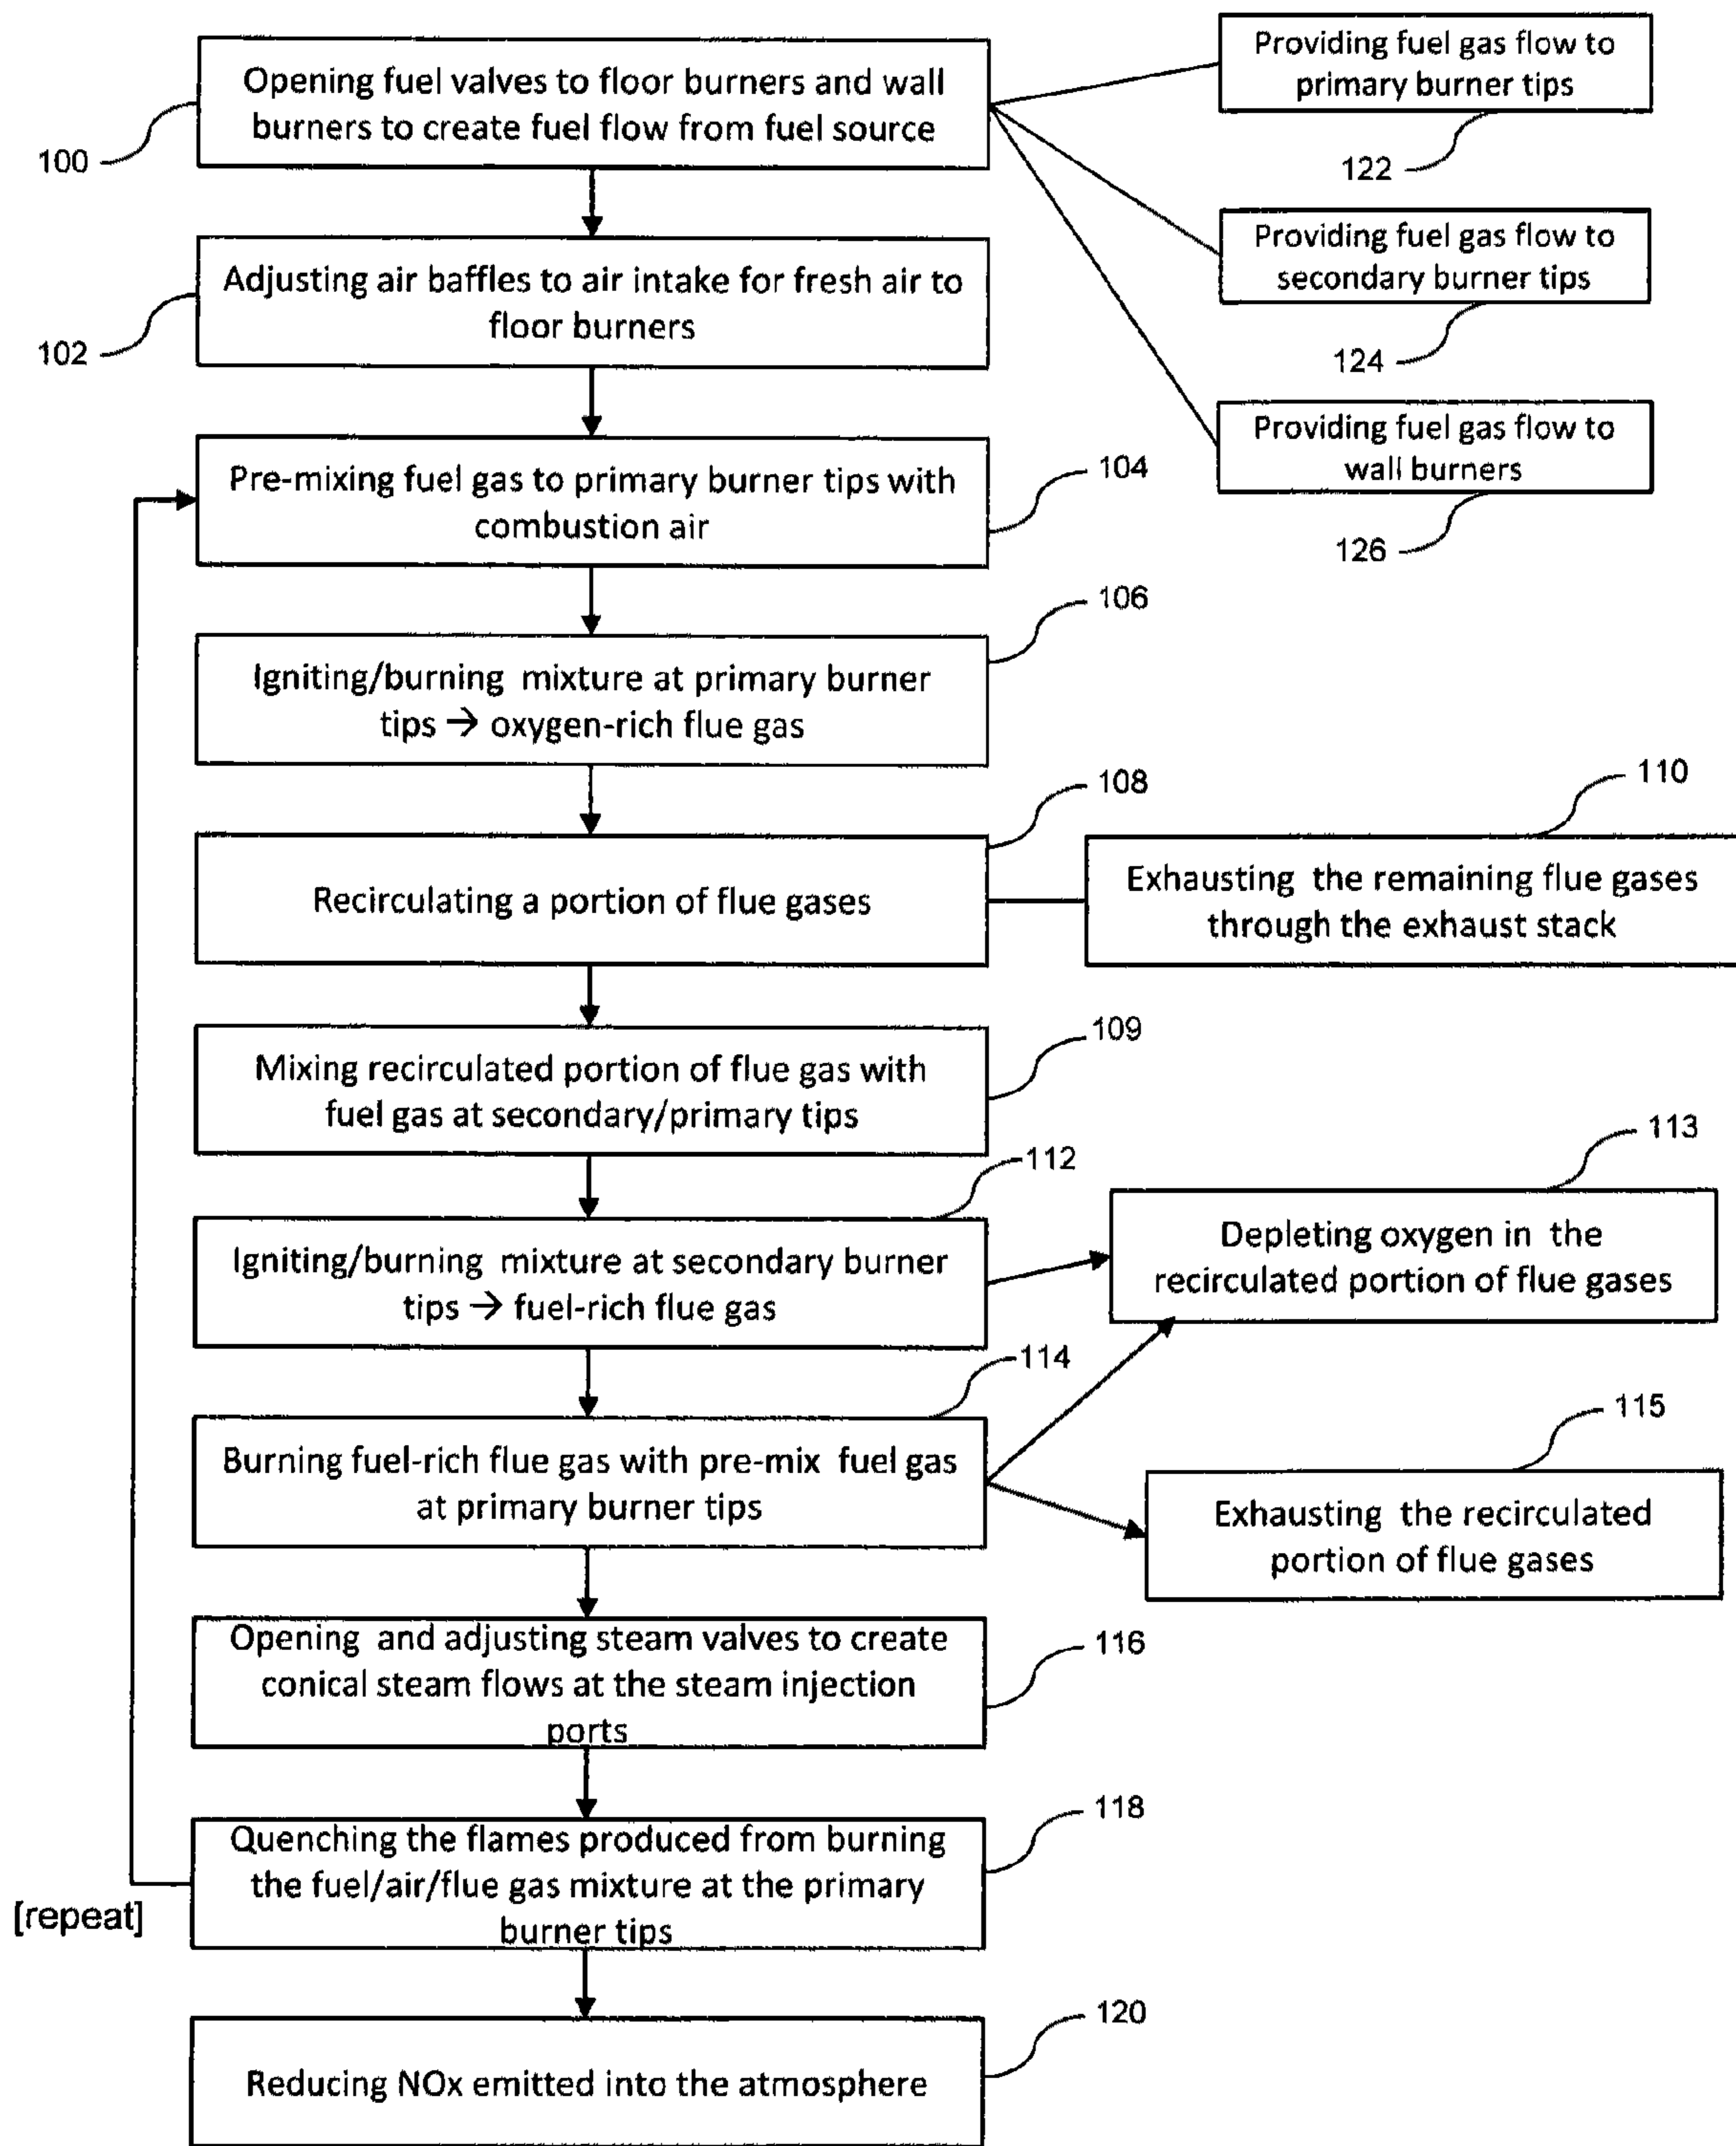 Opening fuel valves to floor burners and wall
burners to create fuel flow from fuel source
100
Providing fuel gas flow to
primary burner tips
122
Providing fuel gas flow to
secondary burner tips
124
Providing fuel gas flow to
wall burners
126
Adjusting air baffles to air intake for fresh air to
floor burners
102
Pre-mixing fuel gas to primary burner tips with
combustion air
104
Igniting/burning mixture at primary burner
tips → oxygen-rich flue gas
106
Recirculating a portion of flue gases
108
Exhausting the remaining flue gases
through the exhaust stack
110
Mixing recirculated portion of flue gas with
fuel gas at secondary/primary tips
109
Igniting/burning mixture at secondary burner
tips → fuel-rich flue gas
112
Depleting oxygen in the
recirculated portion of flue gases
113
Burning fuel-rich flue gas with pre-mix fuel gas
at primary burner tips
114
Exhausting the recirculated
portion of flue gases
115
Opening and adjusting steam valves to create
conical steam flows at the steam injection
ports
116
Quenching the flames produced from burning
the fuel/air/flue gas mixture at the primary
burner tips
118
[repeat]
Reducing NOx emitted into the atmosphere
120